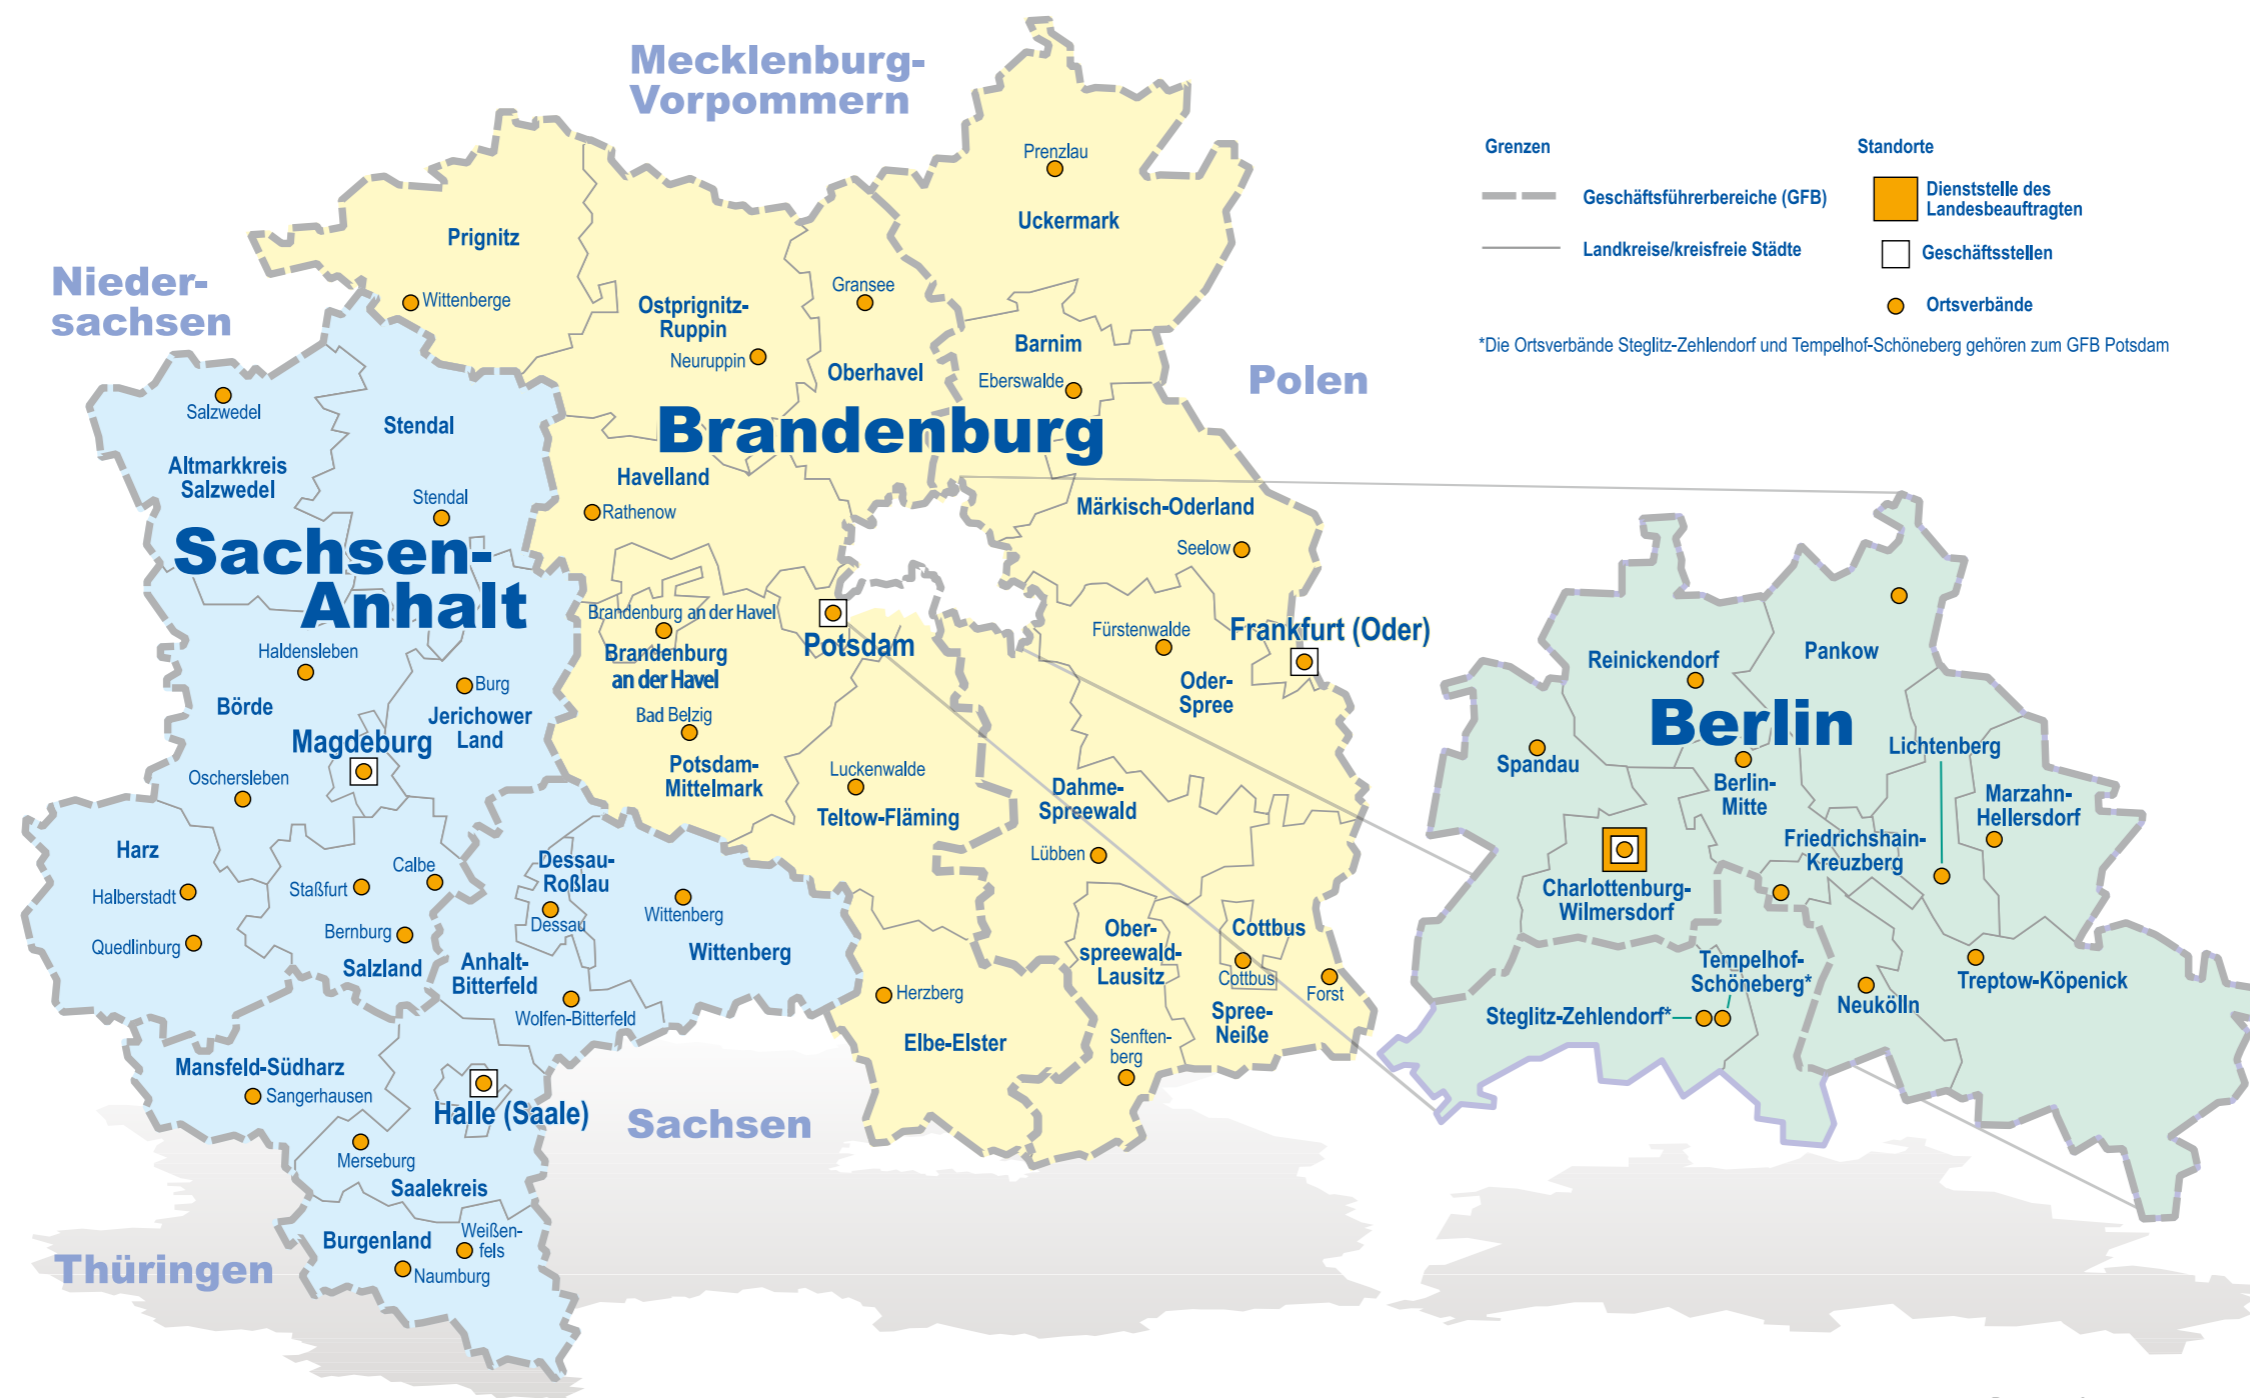 Mecklenburg-
Vorpommern
Nieder-
sachsen
Polen
Sachsen
Thüringen
Grenzen
Geschäftsführerbereiche (GFB)
Landkreise/kreisfreie Städte
Standorte
Dienststelle des
Landesbeauftragten
Geschäftsstellen
Ortsverbände
*Die Ortsverbände Steglitz-Zehlendorf und Tempelhof-Schöneberg gehören zum GFB Potsdam
Brandenburg
Prignitz
Wittenberge
Ostprignitz-
Ruppin
Neuruppin
Gransee
Oberhavel
Prenzlau
Uckermark
Barnim
Eberswalde
Havelland
Rathenow
Märkisch-Oderland
Seelow
Brandenburg an der Havel
Brandenburg
an der Havel
Potsdam
Bad Belzig
Potsdam-
Mittelmark
Luckenwalde
Teltow-Fläming
Fürstenwalde
Oder-
Spree
Frankfurt (Oder)
Dahme-
Spreewald
Lübben
Ober-
spreewald-
Lausitz
Senften-
berg
Cottbus
Cottbus
Forst
Spree-
Neiße
Herzberg
Elbe-Elster
Sachsen-
Anhalt
Salzwedel
Altmarkkreis
Salzwedel
Stendal
Stendal
Haldensleben
Börde
Burg
Jerichower
Land
Magdeburg
Oschersleben
Harz
Halberstadt
Quedlinburg
Staßfurt
Calbe
Bernburg
Salzland
Dessau-
Roßlau
Dessau
Wittenberg
Wittenberg
Anhalt-
Bitterfeld
Wolfen-Bitterfeld
Mansfeld-Südharz
Sangerhausen
Halle (Saale)
Merseburg
Saalekreis
Burgenland
Weißen-
fels
Naumburg
Berlin
Reinickendorf
Pankow
Spandau
Berlin-
Mitte
Lichtenberg
Marzahn-
Hellersdorf
Friedrichshain-
Kreuzberg
Charlottenburg-
Wilmersdorf
Tempelhof-
Schöneberg*
Steglitz-Zehlendorf*
Neukölln
Treptow-Köpenick